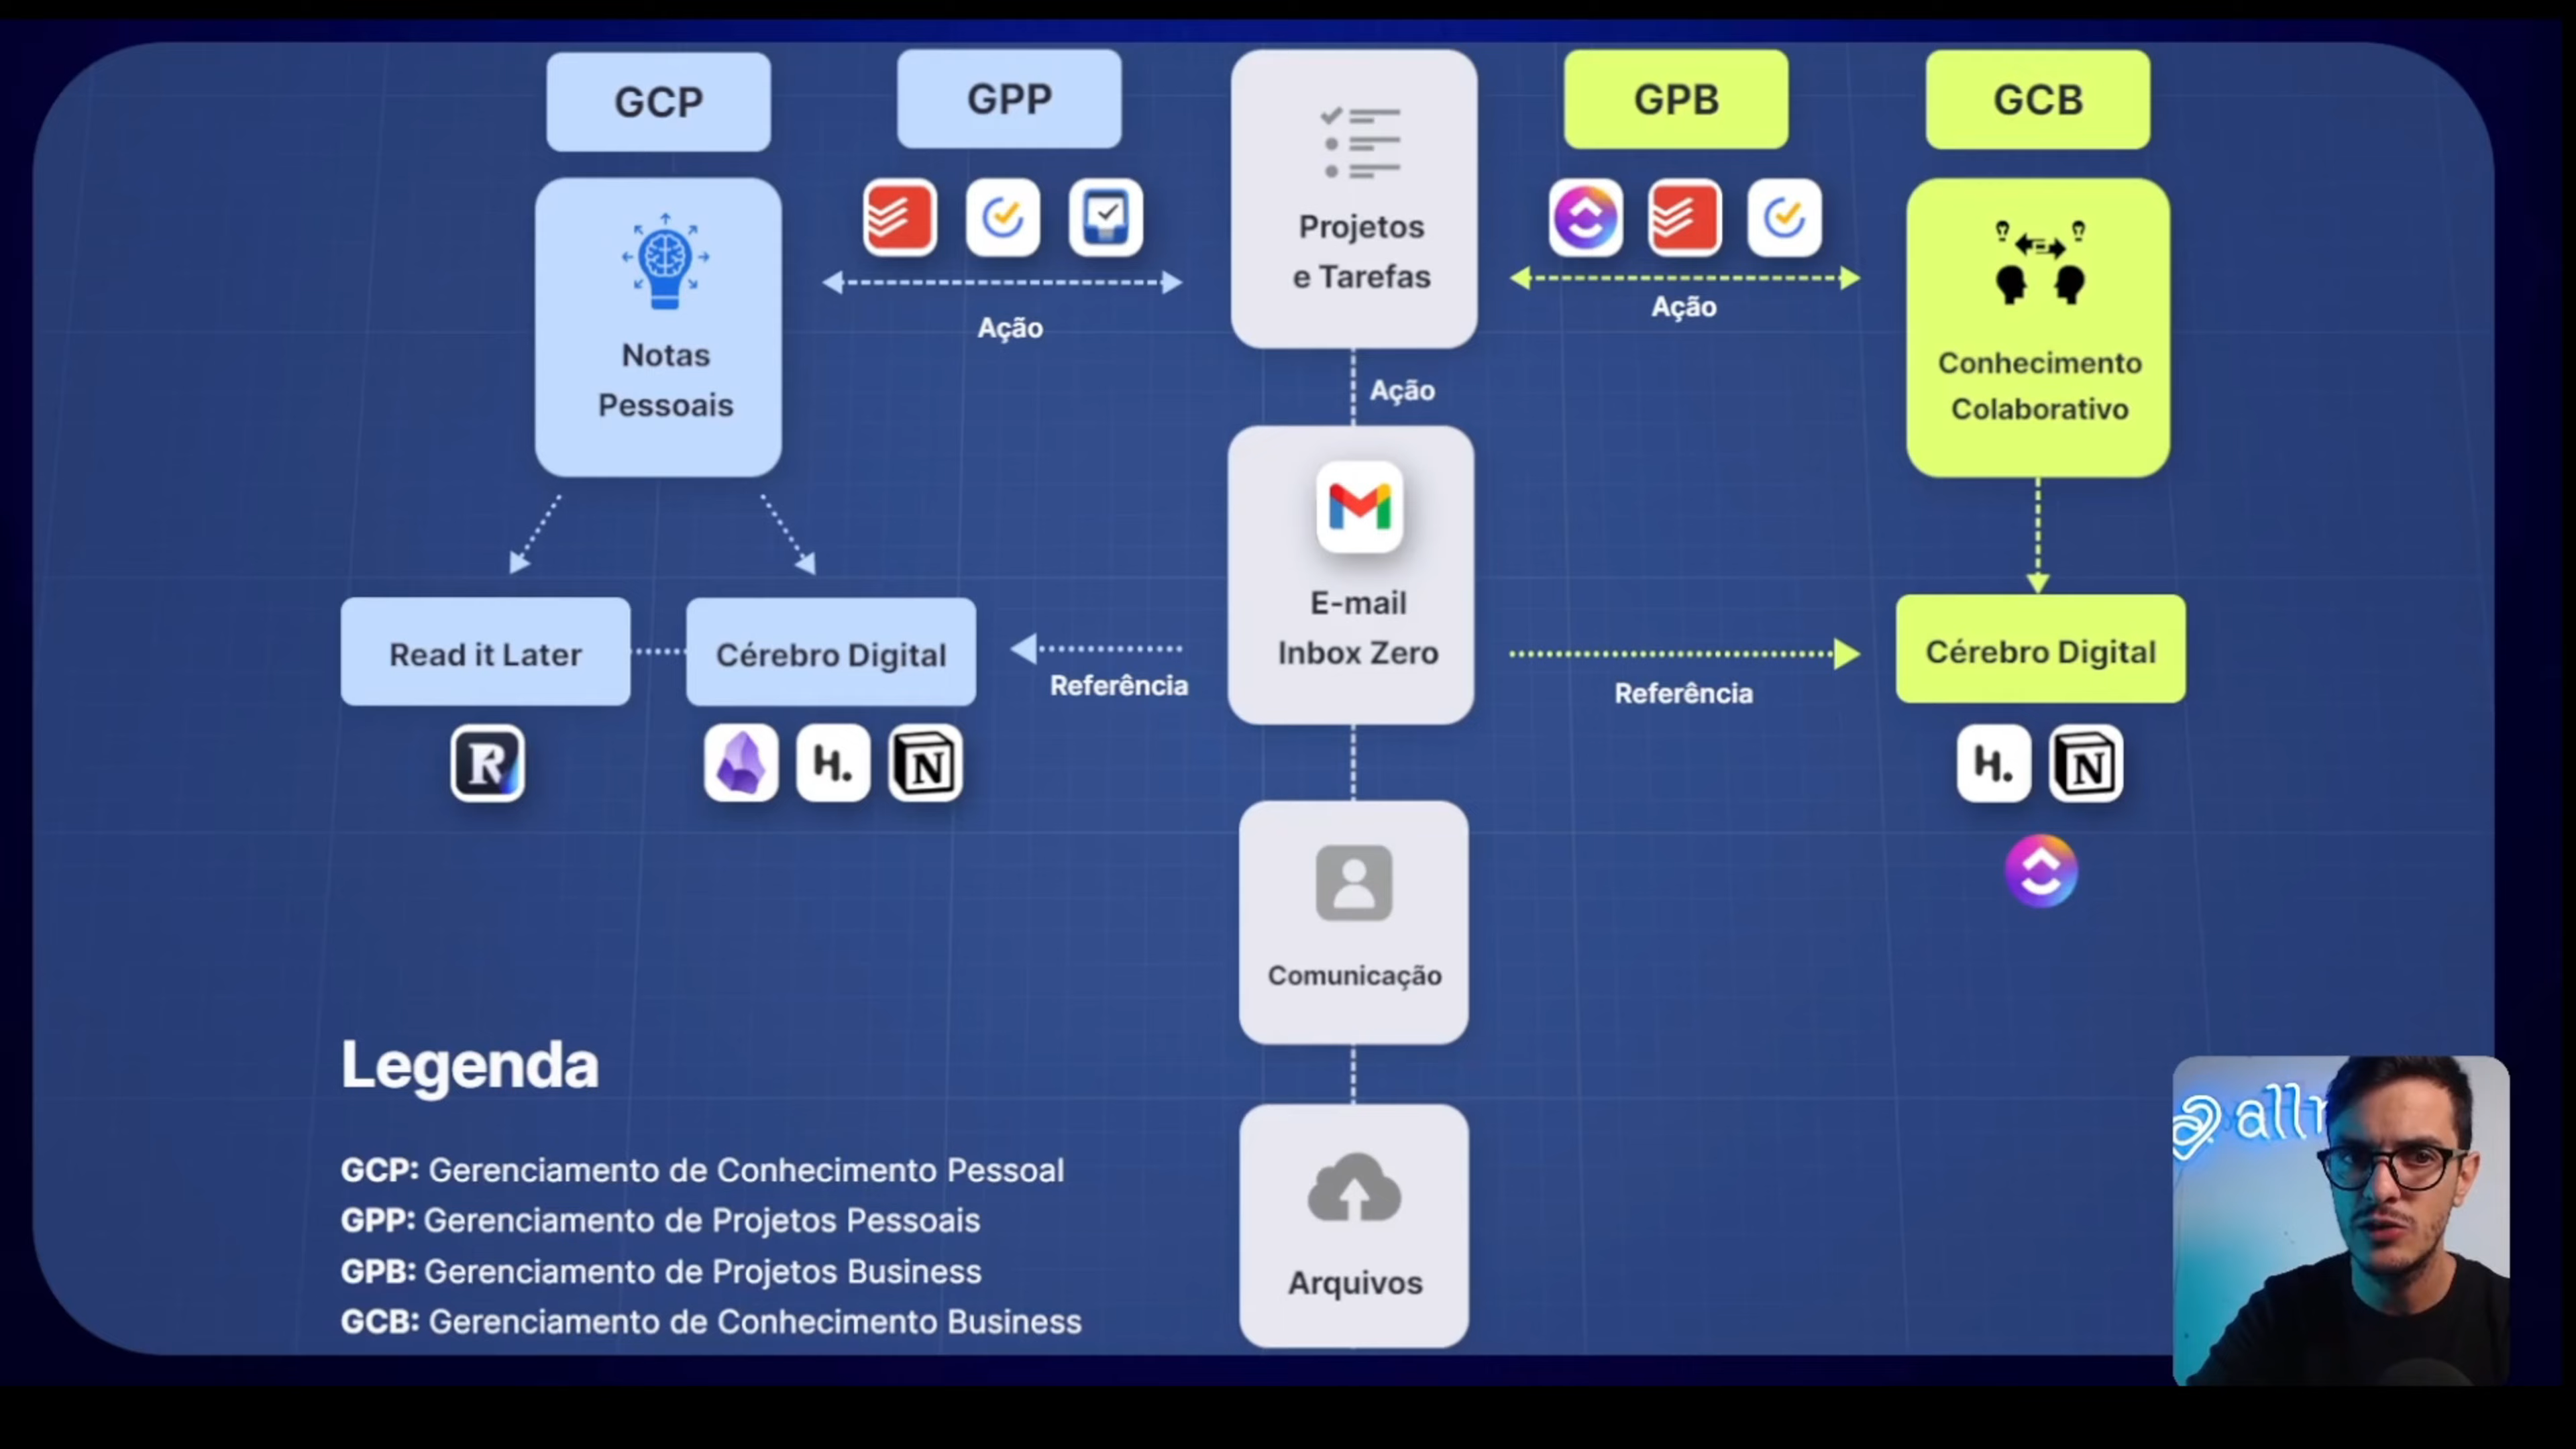 GCP
GPP
GPB
GCB
Projetos
e Tarefas
Notas
Pessoais
Ação
Ação
Ação
Conhecimento
Colaborativo
E-mail
Inbox Zero
Read it Later
Cérebro Digital
Referência
Referência
Cérebro Digital
R
H.
N
H.
N
Comunicação
Arquivos
Legenda
GCP: Gerenciamento de Conhecimento Pessoal
GPP: Gerenciamento de Projetos Pessoais
GPB: Gerenciamento de Projetos Business
GCB: Gerenciamento de Conhecimento Business